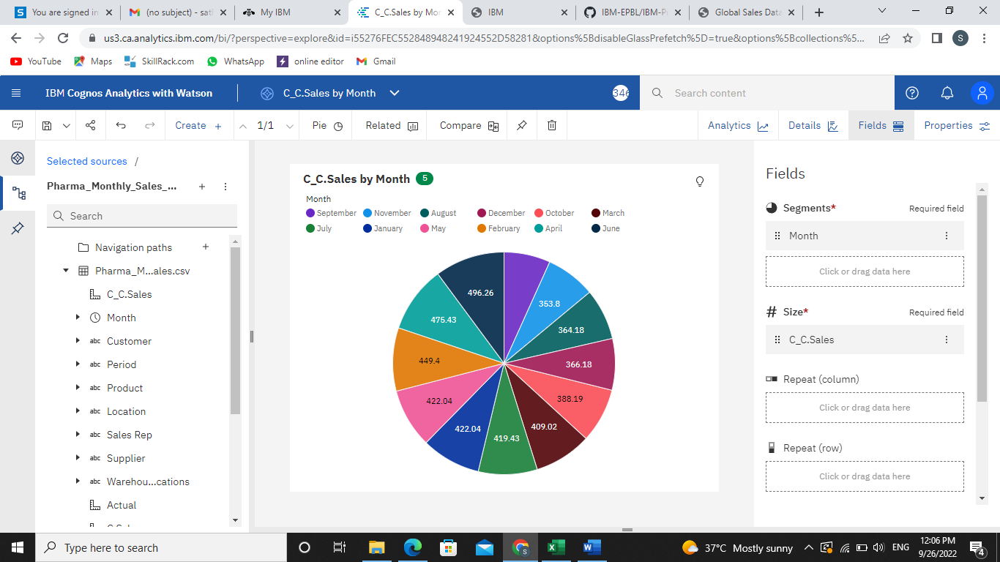 You are signed in
(no subject) - sat
My IBM
C_C.Sales by Mon
IBM
IBM-EPBL/IBM-P
Global Sales Data
us3.ca.analytics.ibm.com/bi/?perspective=explore&id=i55276FEC552848948241924552D58281&options%5BdisableGlassPrefetch%5D=true&options%5Bcollections%5...
S
YouTube
Maps
SkillRack.com
WhatsApp
online editor
Gmail
IBM Cognos Analytics with Watson
C_C.Sales by Month
346
Search content
Create +
1/1
Pie
Related
Compare
Analytics
Details
Fields
Properties
Selected sources /
Pharma_Monthly_Sales_...
Search
Navigation paths
Pharma_M...ales.csv
C_C.Sales
Month
abc Customer
abc Period
abc Product
abc Location
abc Sales Rep
abc Supplier
abc Warehou...cations
Actual
C_C.Sales by Month 5
Month
September November August December October March
July January May February April June
496.26
353.8
475.43
364.18
449.4
366.18
422.04
388.19
422.04
419.43
409.02
Fields
Segments* Required field
Month
Click or drag data here
Size* Required field
C_C.Sales
Repeat (column)
Click or drag data here
Repeat (row)
Click or drag data here
Type here to search
37°C Mostly sunny
ENG
12:06 PM
9/26/2022
4